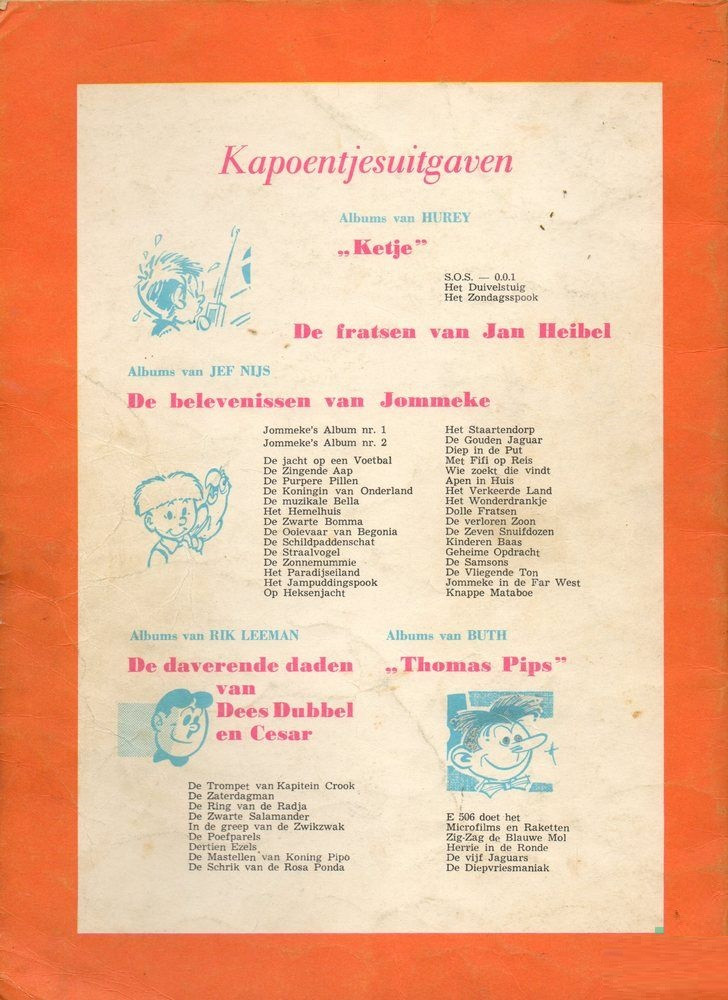 Kapoentjesuitgaven
Albums van HUREY
„Ketje”
S.O.S. — 0.0.1
Het Duivelstuig
Het Zondagsspook
De fratsen van Jan Heibel
Albums van JEF NIJS
De belevenissen van Jommeke
Jommeke's Album nr. 1
Jommeke's Album nr. 2
De jacht op een Voetbal
De Zingende Aap
De Purpere Pillen
De Koningin van Onderland
De muzikale Bella
Het Hemelhuis
De Zwarte Bomma
De Ooievaar van Begonia
De Schildpaddenschat
De Straalvogel
De Zonnemummie
Het Paradijseiland
Het Jampuddingspook
Op Heksenjacht
Het Staartendorp
De Gouden Jaguar
Diep in de Put
Met Fifi op Reis
Wie zoekt die vindt
Apen in Huis
Het Verkeerde Land
Het Wonderdrankje
Dolle Fratsen
De verloren Zoon
De Zeven Snuifdozen
Kinderen Baas
Geheime Opdracht
De Samsons
De Vliegende Ton
Jommeke in de Far West
Knappe Mataboe
Albums van RIK LEEMAN
De daverende daden
van
Dees Dubbel
en Cesar
De Trompet van Kapitein Crook
De Zaterdagman
De Ring van de Radja
De Zwarte Salamander
In de greep van de Zwikzwak
De Poefparels
Dertien Ezels
De Mastellen van Koning Pipo
De Schrik van de Rosa Ponda
Albums van BUTH
„Thomas Pips”
E 506 doet het
Microfilms en Raketten
Zig-Zag de Blauwe Mol
Herrie in de Ronde
De vijf Jaguars
De Diepvriesmaniak